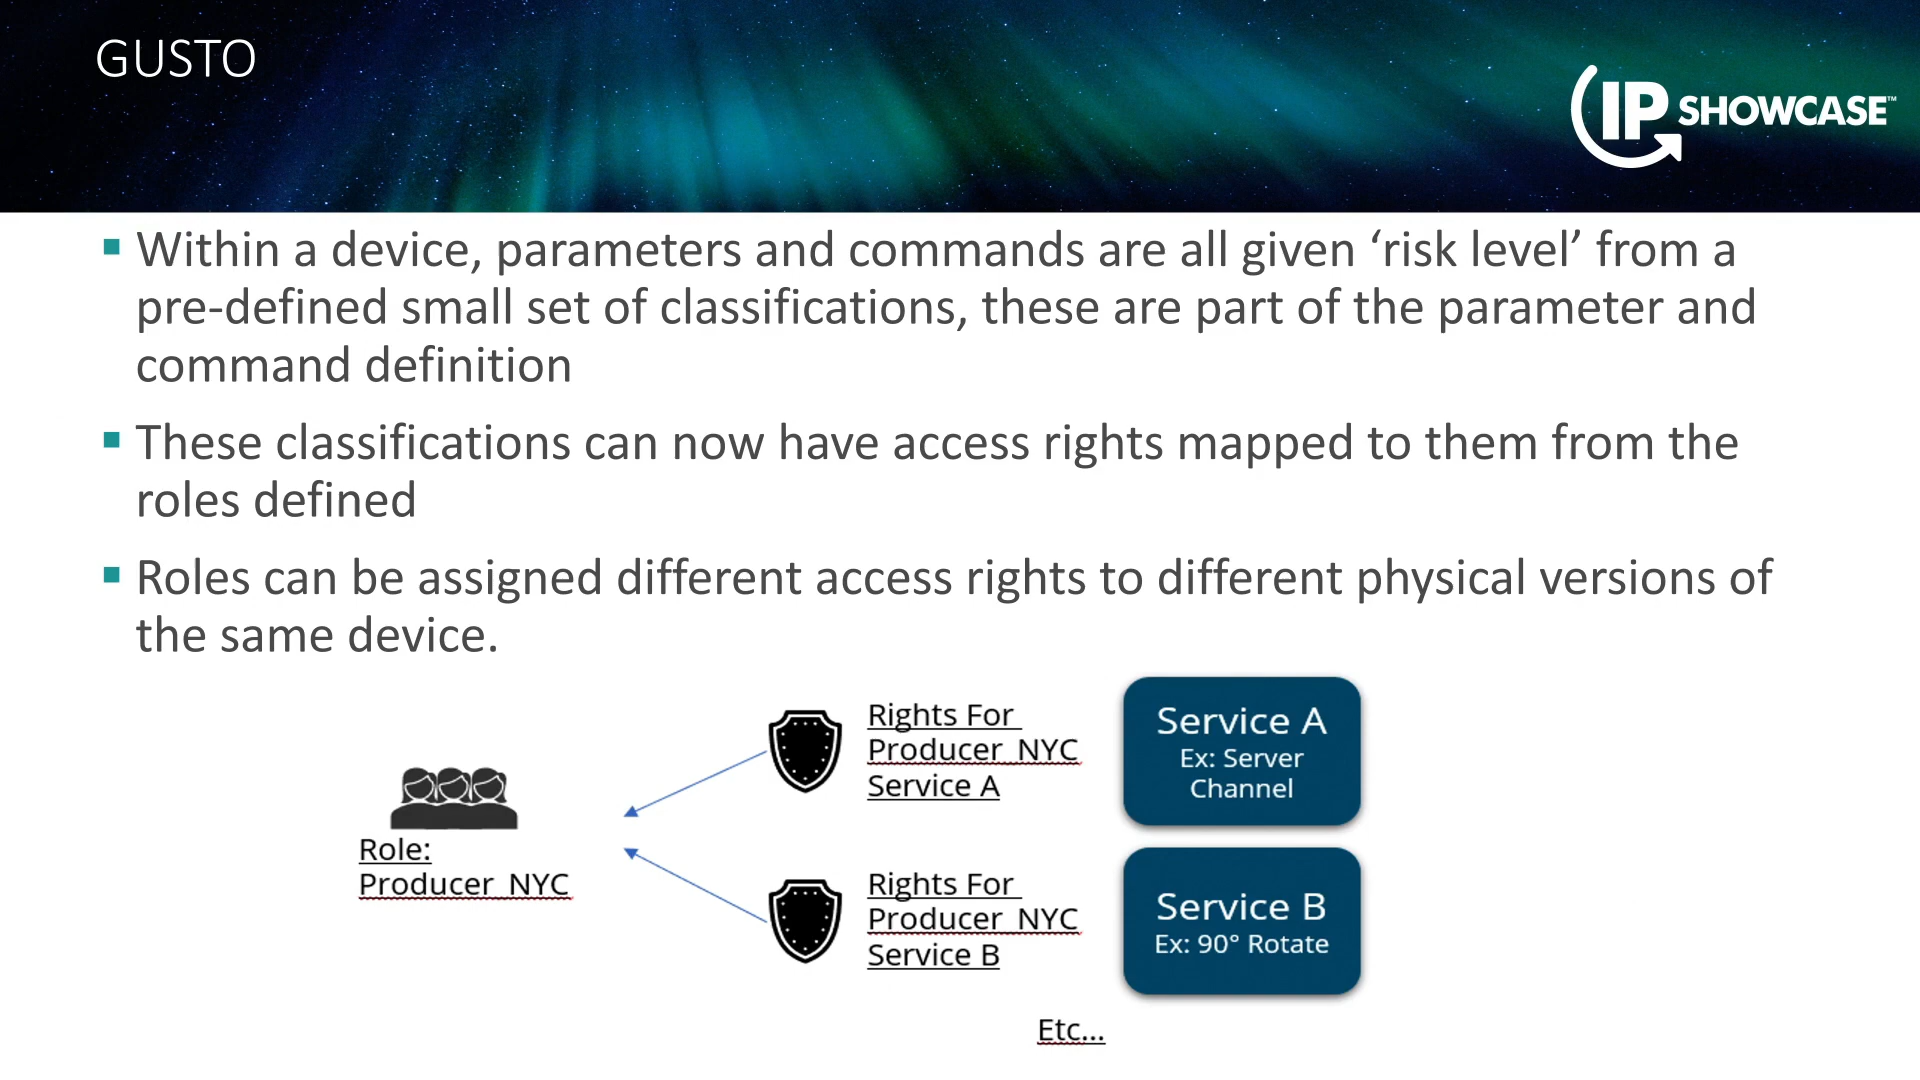 GUSTO
IP SHOWCASE™
▪ Within a device, parameters and commands are all given ‘risk level’ from a
pre-defined small set of classifications, these are part of the parameter and
command definition
▪ These classifications can now have access rights mapped to them from the
roles defined
▪ Roles can be assigned different access rights to different physical versions of
the same device.
Role:
Producer_NYC
Rights For
Producer_NYC
Service A
Service A
Ex: Server
Channel
Rights For
Producer_NYC
Service B
Service B
Ex: 90° Rotate
Etc...